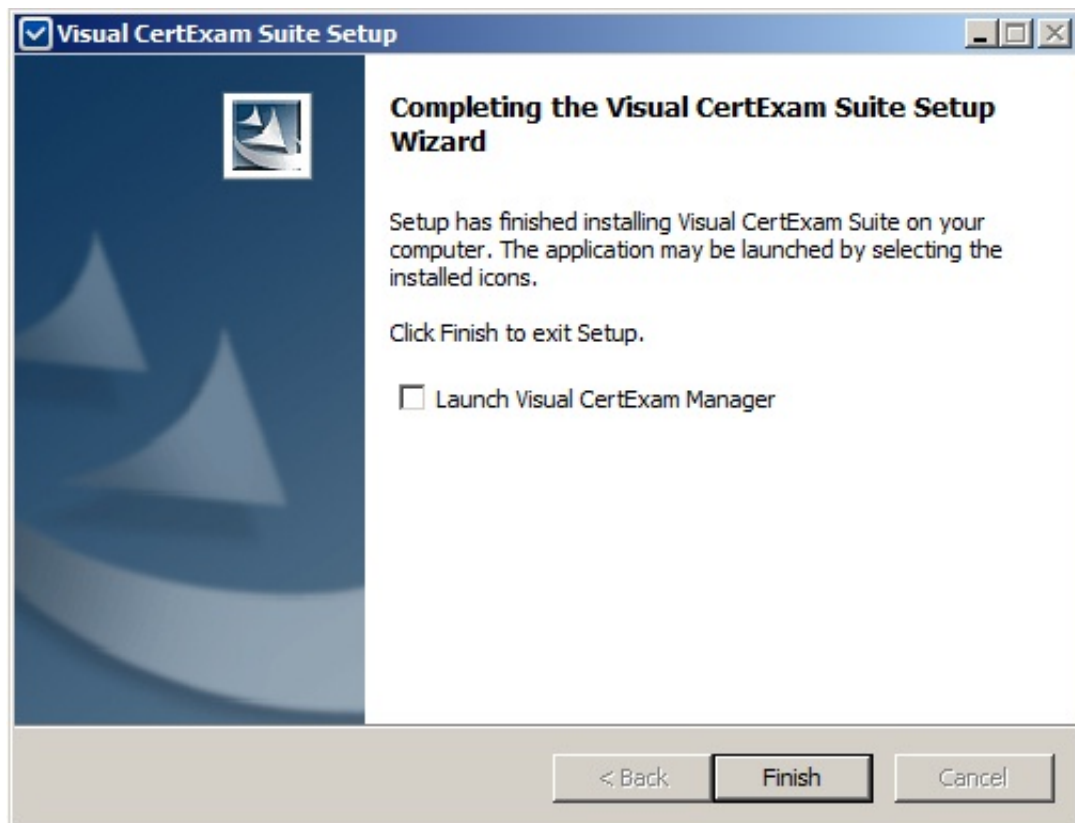 Visual CertExam Suite Setup
Completing the Visual CertExam Suite Setup
Wizard
Setup has finished installing Visual CertExam Suite on your
computer. The application may be launched by selecting the
installed icons.
Click Finish to exit Setup.
Launch Visual CertExam Manager
< Back Finish Cancel